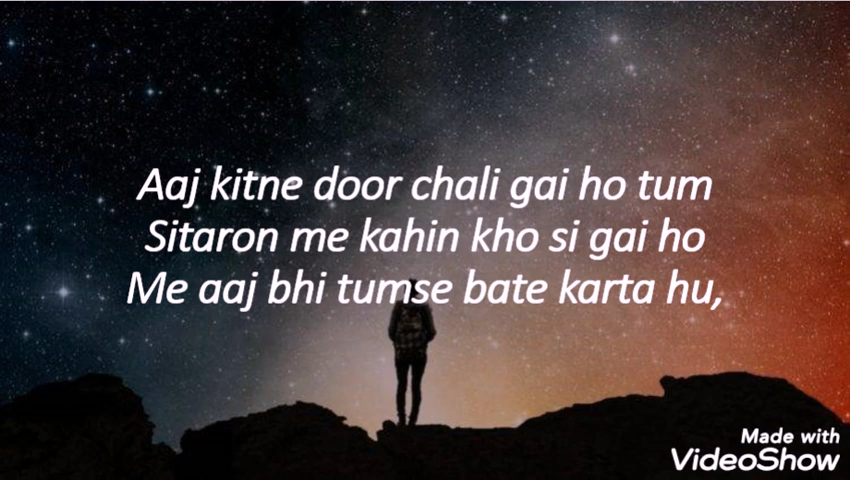 Aaj kitne door chali gai ho tum
Sitaron me kahin kho si gai ho
Me aaj bhi tumse bate karta hu,
Made with
VideoShow